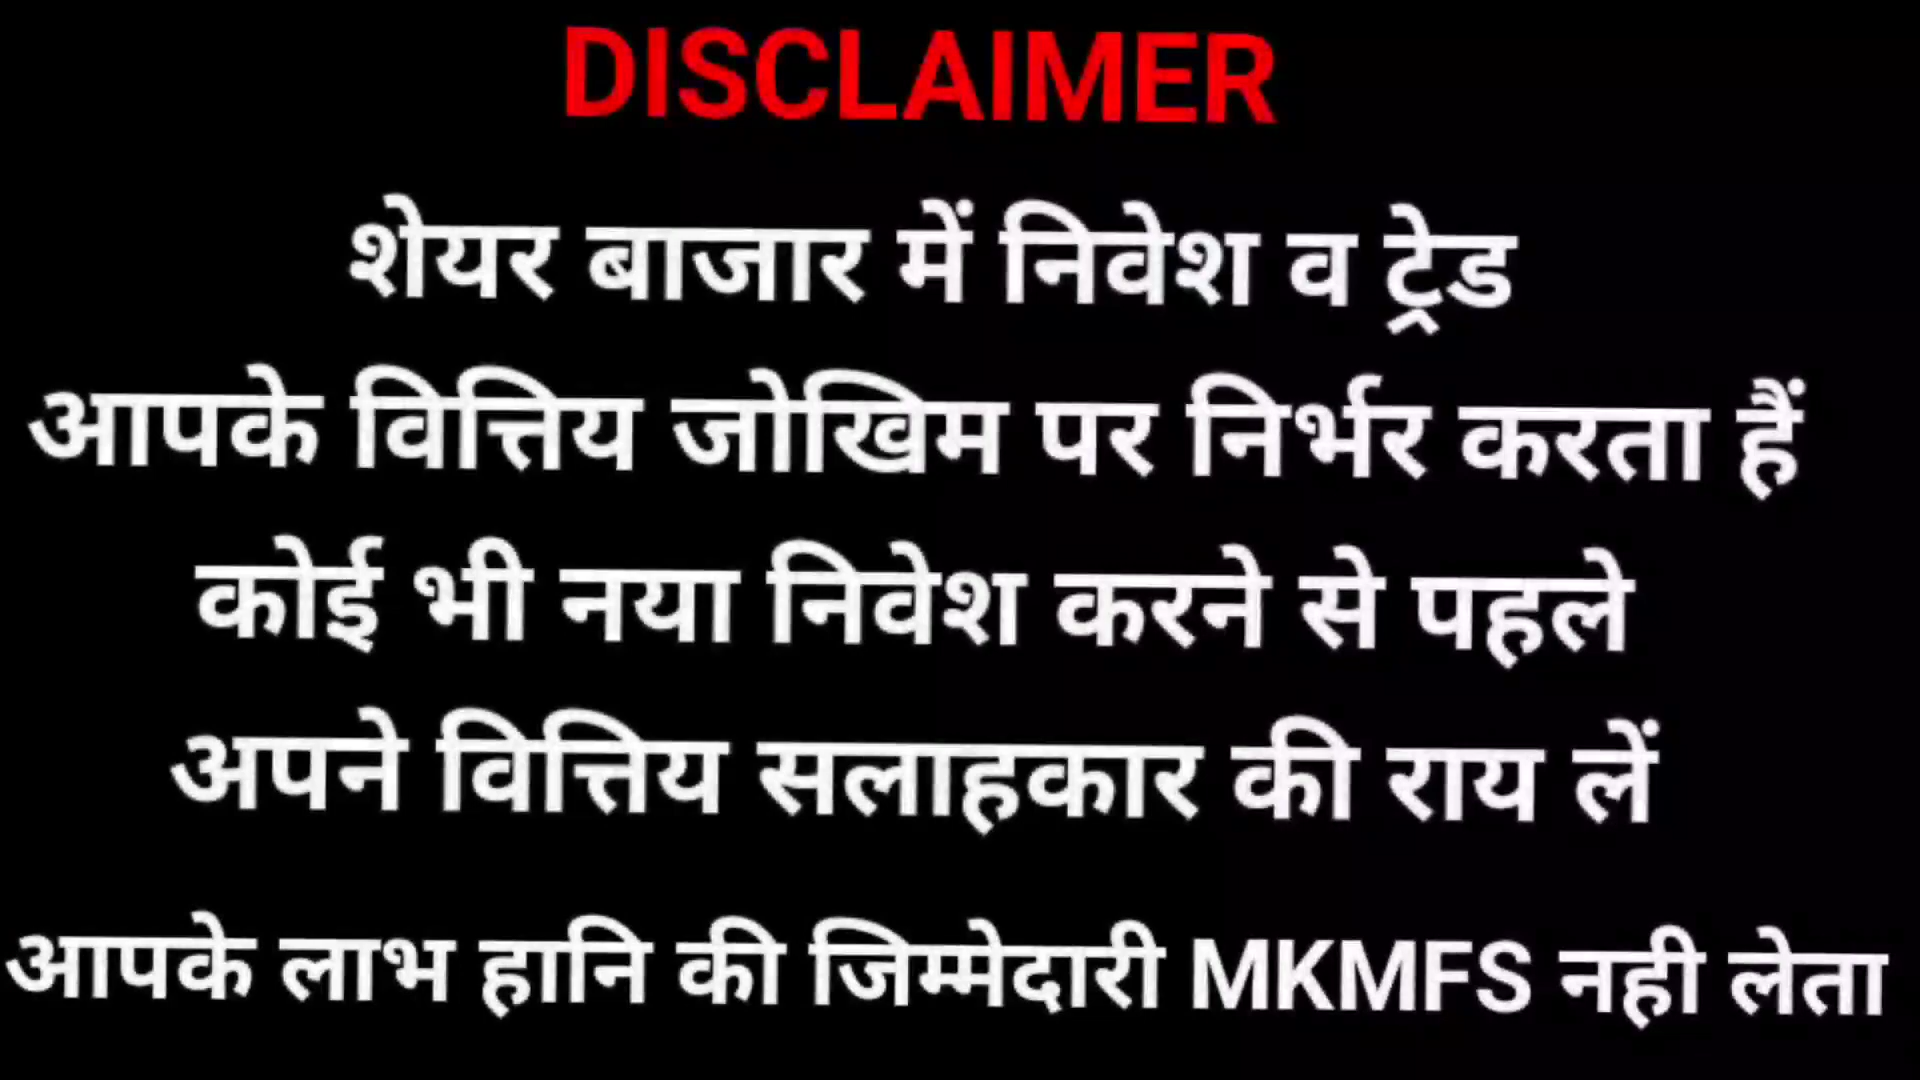 DISCLAIMER
शेयर बाजार में निवेश व ट्रेड
आपके वित्तिय जोखिम पर निर्भर करता हैं
कोई भी नया निवेश करने से पहले
अपने वित्तिय सलाहकार की राय लें
आपके लाभ हानि की जिम्मेदारी MKMFS नही लेता